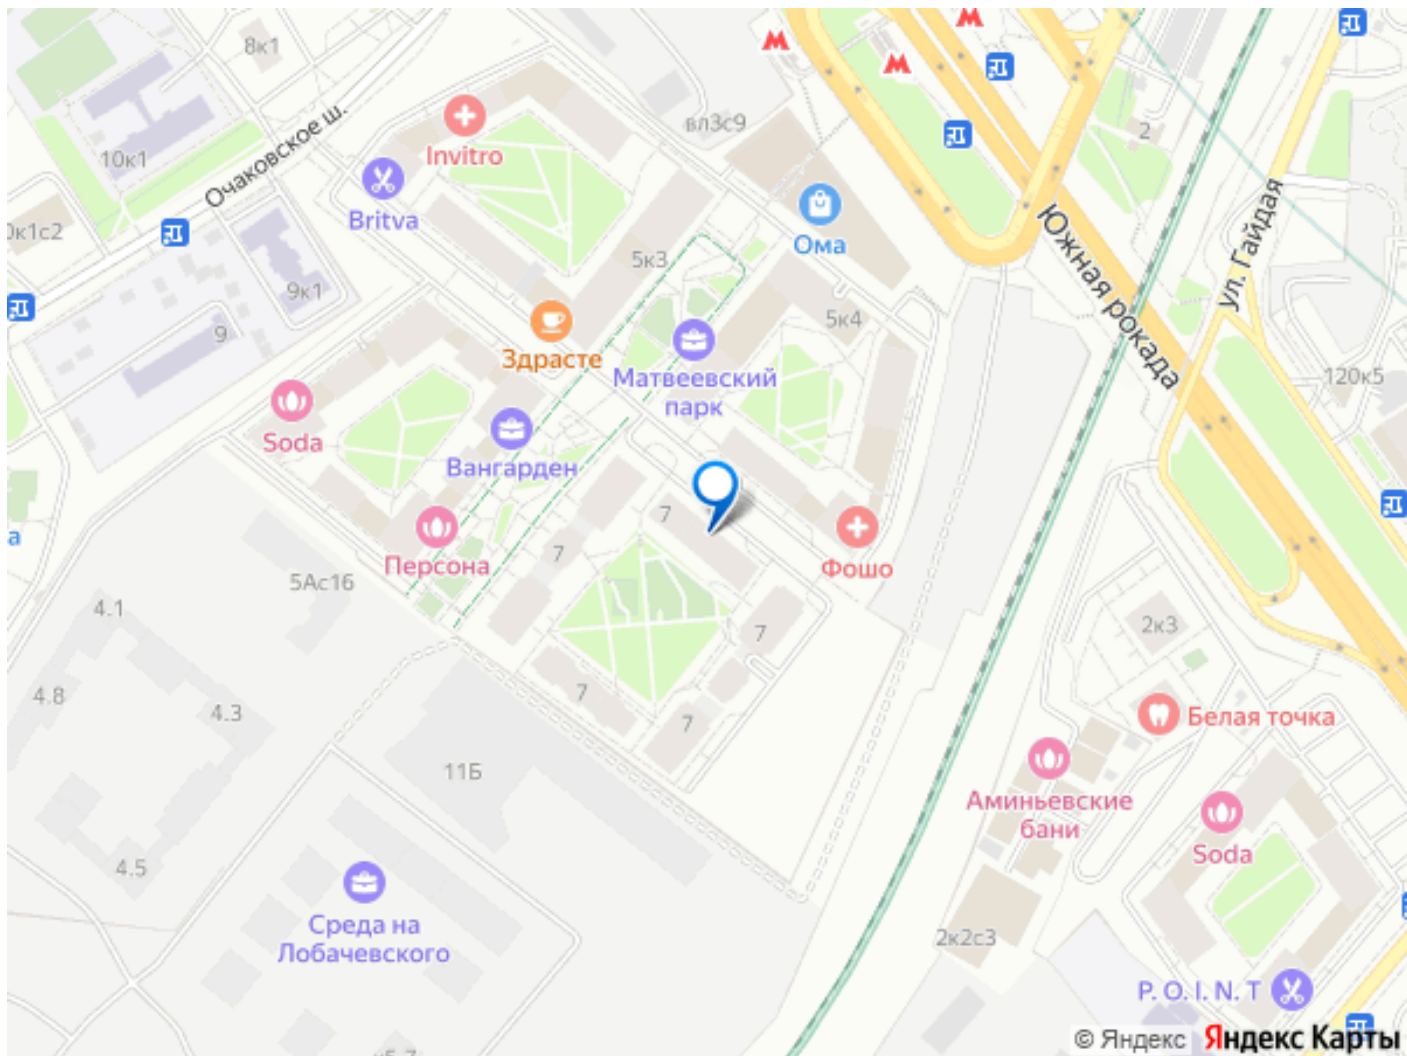 8к1
вл3с9
2
Invitro
10к1
Очаковское ш.
Britva
0к1с2
Ома
Южная рокада
ул. Гайдая
5к3
9к1
5к4
9
Здрасте
Матвеевский
парк
120к5
Soda
Вангарден
7
Персона
7
Фошо
а
5Ас16
4.1
2к3
7
4.8
4.3
7
7
Белая точка
11Б
Аминьевские
бани
Soda
4.5
Среда на
Лобачевского
2к2с3
P. O. I. N. T
© Яндекс Яндекс Карты